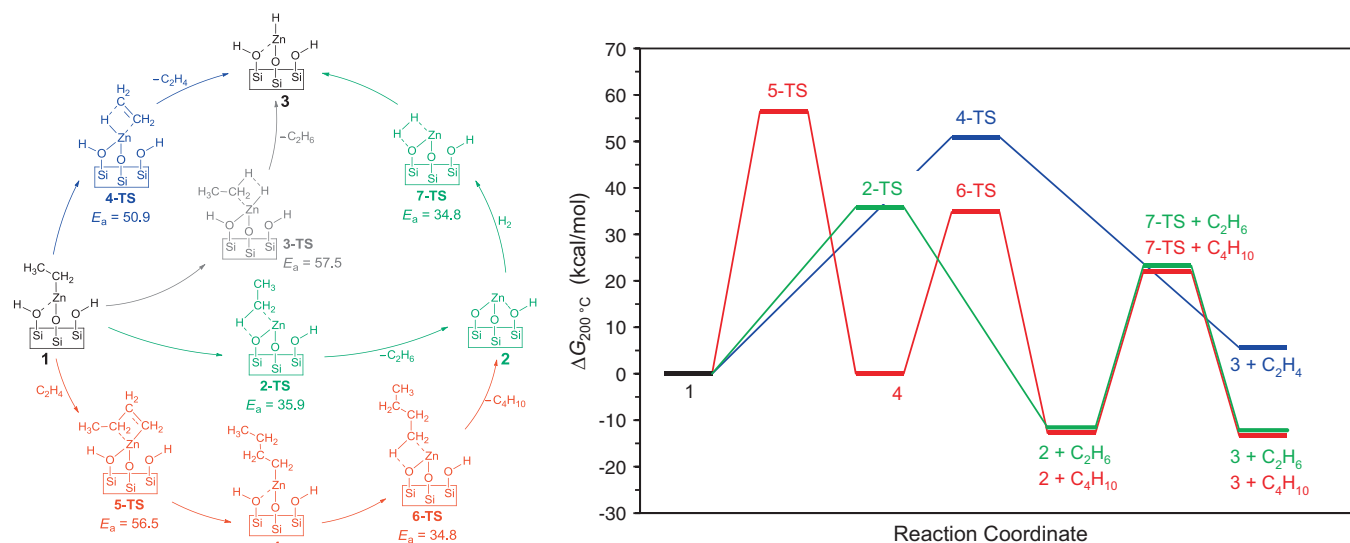 H
Zn
H
O
O
O
H
Si
Si
Si
3
−C₂H₄
−C₂H₆
H₂
C
H
CH₂
Zn
H
O
O
O
H
Si
Si
Si
4-TS
Eₐ = 50.9
H
H₃C
CH₂
H
Zn
H
O
O
O
H
Si
Si
Si
3-TS
Eₐ = 57.5
H
H
Zn
O
O
O
H
Si
Si
Si
7-TS
Eₐ = 34.8
H₂
H₃C
CH₂
Zn
H
O
O
O
H
Si
Si
Si
1
CH₃
CH₂
H
Zn
O
O
O
H
Si
Si
Si
2-TS
Eₐ = 35.9
−C₂H₆
Zn
O
O
O
H
Si
Si
Si
2
C₂H₄
H₂
C
H₃C−CH₂
CH₂
Zn
H
O
O
O
H
Si
Si
Si
5-TS
Eₐ = 56.5
H₃C
CH₂
H₂C
CH₂
Zn
H
O
O
O
H
Si
Si
Si
CH₃
H₂C
CH₂
CH₂
H
Zn
O
O
O
H
Si
Si
Si
6-TS
Eₐ = 34.8
−C₄H₁₀
ΔG₂₀₀ °C (kcal/mol)
70
60
50
40
30
20
10
0
-10
-20
-30
5-TS
4-TS
2-TS
6-TS
7-TS + C₂H₆
7-TS + C₄H₁₀
1
4
3 + C₂H₄
2 + C₂H₆
2 + C₄H₁₀
3 + C₂H₆
3 + C₄H₁₀
Reaction Coordinate